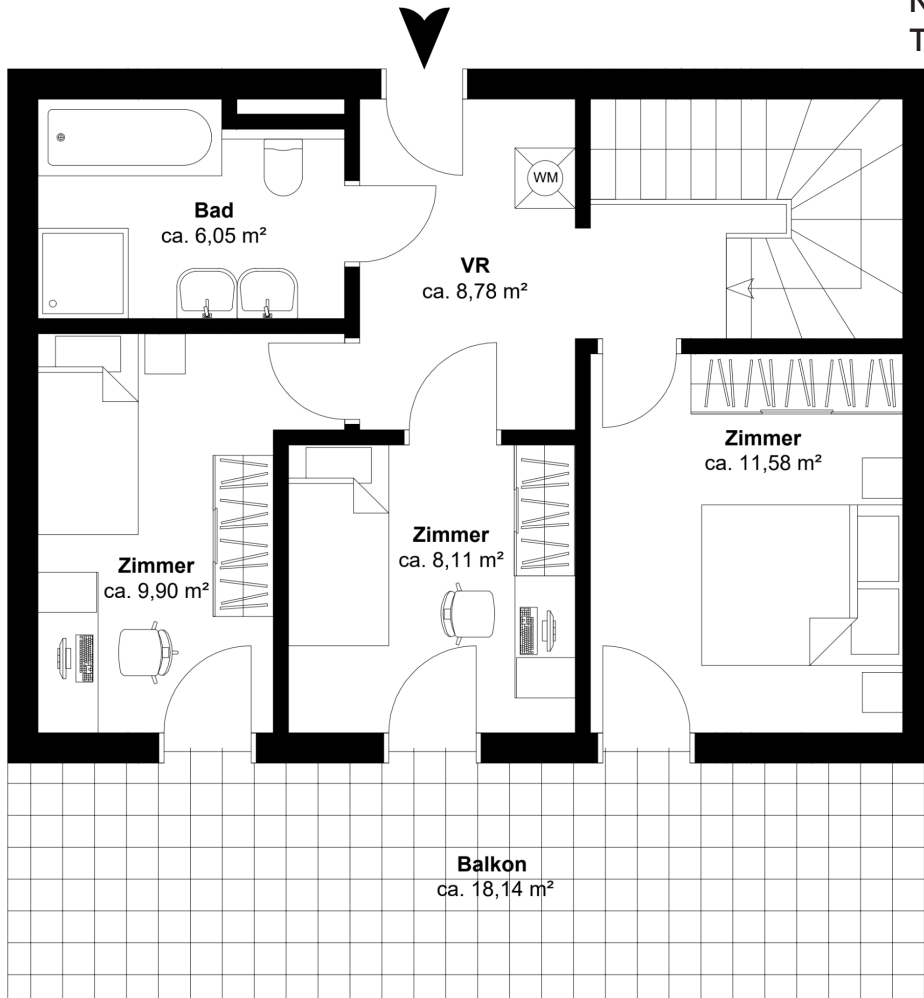 WM
Bad
ca. 6,05 m²
VR
ca. 8,78 m²
Zimmer
ca. 11,58 m²
Zimmer
ca. 8,11 m²
Zimmer
ca. 9,90 m²
Balkon
ca. 18,14 m²